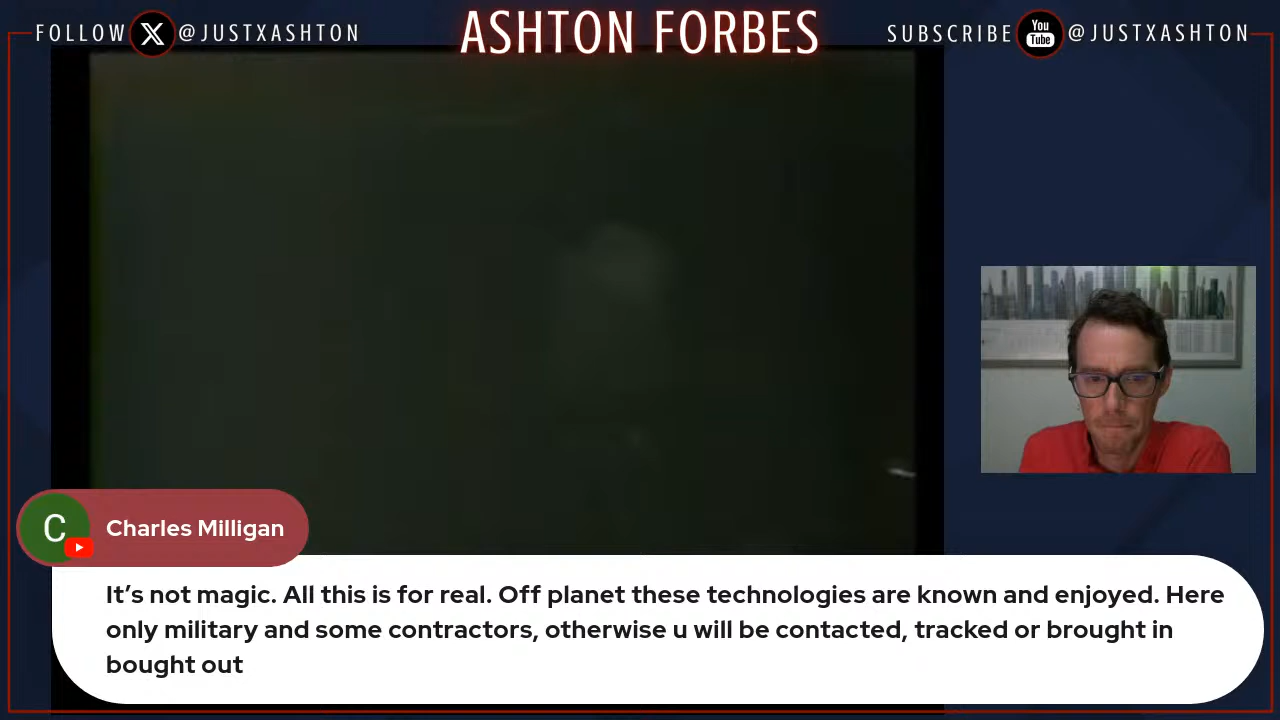 FOLLOW X @JUSTXASHTON
ASHTON FORBES
SUBSCRIBE You Tube @JUSTXASHTON
C Charles Milligan
It’s not magic. All this is for real. Off planet these technologies are known and enjoyed. Here
only military and some contractors, otherwise u will be contacted, tracked or brought in
bought out